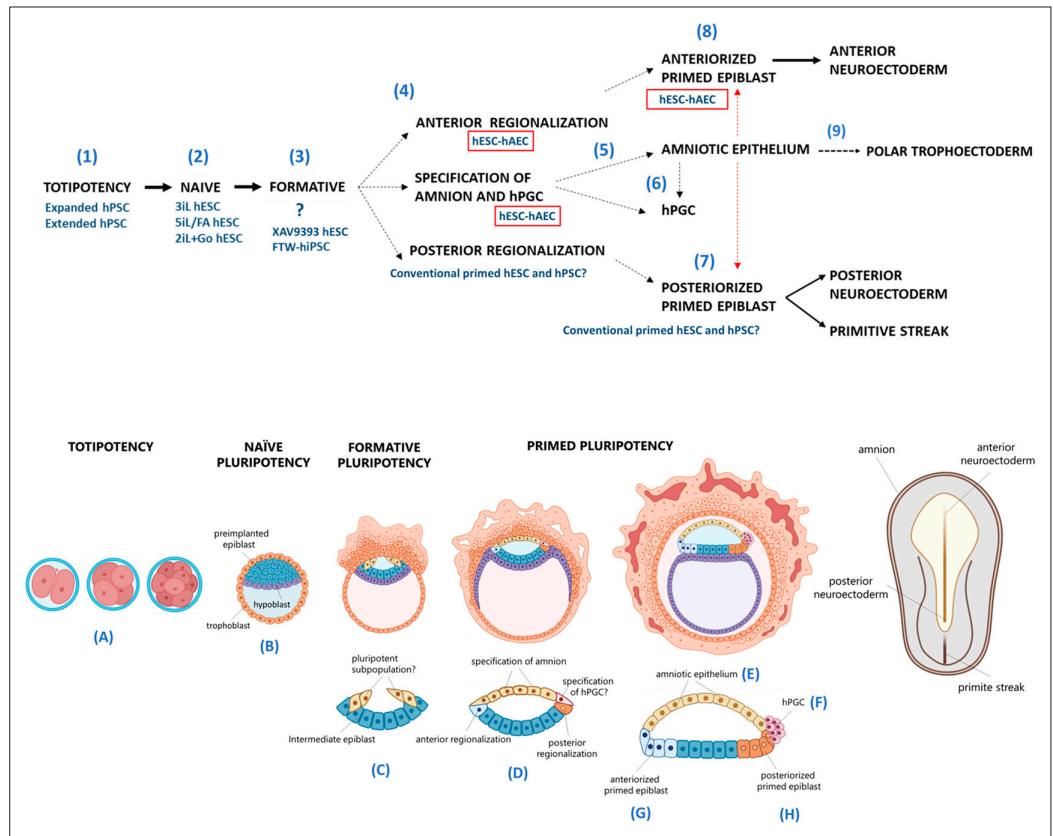 (8)
ANTERIORIZED
PRIMED EPIBLAST
ANTERIOR
NEUROECTODERM
hESC-hAEC
(4)
ANTERIOR REGIONALIZATION
hESC-hAEC
(1)
(2)
(3)
(5)
(9)
AMNIOTIC EPITHELIUM
POLAR TROPHOECTODERM
TOTIPOTENCY
NAIVE
FORMATIVE
SPECIFICATION OF
AMNION AND hPGC
(6)
hPGC
Expanded hPSC
Extended hPSC
3iL hESC
5iL/FA hESC
2iL+Go hESC
?
XAV9393 hESC
FTW-hiPSC
hESC-hAEC
POSTERIOR REGIONALIZATION
Conventional primed hESC and hPSC?
(7)
POSTERIORIZED
PRIMED EPIBLAST
POSTERIOR
NEUROECTODERM
Conventional primed hESC and hPSC?
PRIMITIVE STREAK
TOTIPOTENCY
NAÏVE
PLURIPOTENCY
FORMATIVE
PLURIPOTENCY
PRIMED PLURIPOTENCY
amnion
anterior
neuroectoderm
preimplanted
epiblast
hypoblast
trophoblast
posterior
neuroectoderm
primite streak
(A)
(B)
pluripotent
subpopulation?
Intermediate epiblast
(C)
specification of amnion
specification
of hPGC?
anterior regionalization
posterior
regionalization
(D)
(E)
amniotic epithelium
hPGC
(F)
anteriorized
primed epiblast
posteriorized
primed epiblast
(G)
(H)